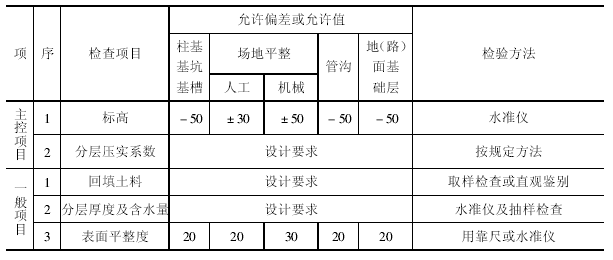 项 序 检查项目 允许偏差或允许值 检验方法
柱基基坑基槽 场地平整 管沟 地(路)面基础层
人工 机械
主控项目 1 标高 －50 ±30 ±50 －50 －50 水准仪
2 分层压实系数 设计要求 按规定方法
一般项目 1 回填土料 设计要求 取样检查或直观鉴别
2 分层厚度及含水量 设计要求 水准仪及抽样检查
3 表面平整度 20 20 30 20 20 用靠尺或水准仪